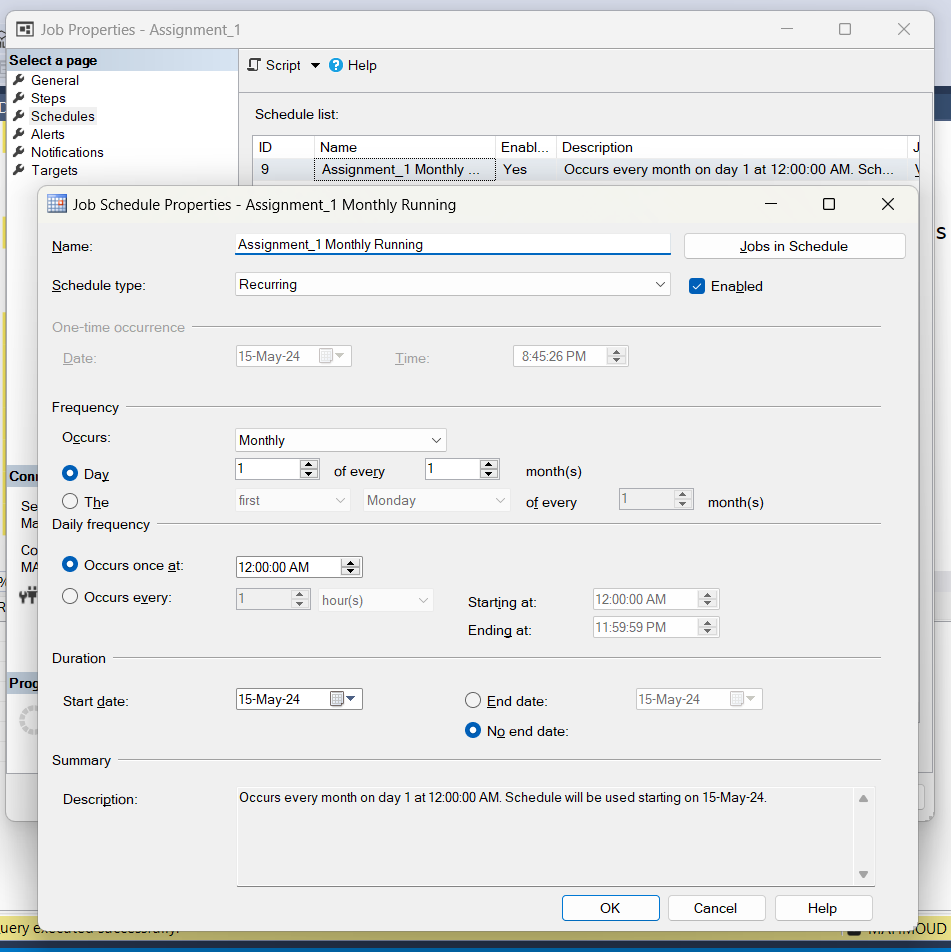 Job Properties - Assignment_1
Select a page
General
Steps
Schedules
Alerts
Notifications
Targets
Script
Help
Schedule list:
ID Name Enabl... Description
9 Assignment_1 Monthly ... Yes Occurs every month on day 1 at 12:00:00 AM. Sch...
Job Schedule Properties - Assignment_1 Monthly Running
Name: Assignment_1 Monthly Running Jobs in Schedule
Schedule type: Recurring Enabled
One-time occurrence
Date: 15-May-24 Time: 8:45:26 PM
Frequency
Occurs: Monthly
Day 1 of every 1 month(s)
The first Monday of every 1 month(s)
Daily frequency
Occurs once at: 12:00:00 AM
Occurs every: 1 hour(s) Starting at: 12:00:00 AM
Ending at: 11:59:59 PM
Duration
Start date: 15-May-24 End date: 15-May-24
No end date:
Summary
Description: Occurs every month on day 1 at 12:00:00 AM. Schedule will be used starting on 15-May-24.
OK Cancel Help
Conn
Se
Ma
Co
MA
Prog
uery executed successfully.
MAHMOUD